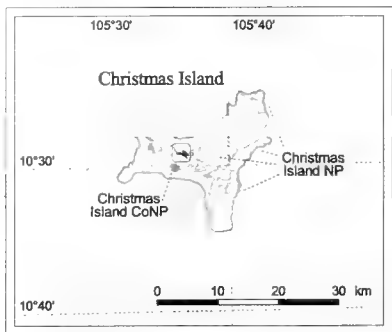 105°30' 105°40'
Christmas Island
10°30'
Christmas
Island NP
Christmas
Island CoNP
10°40'
0 10 20 30 km